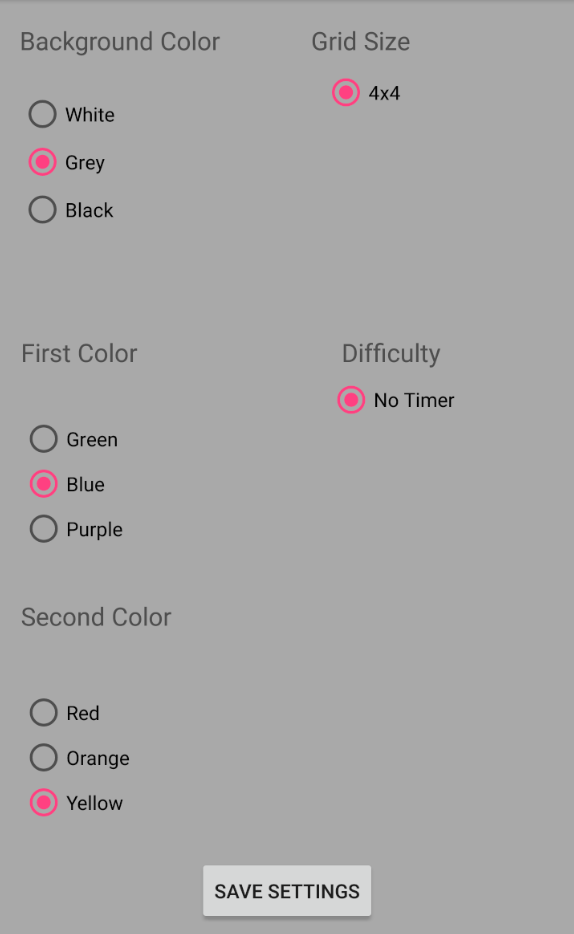 Background Color
White
Grey
Black
Grid Size
4x4
First Color
Green
Blue
Purple
Difficulty
No Timer
Second Color
Red
Orange
Yellow
SAVE SETTINGS